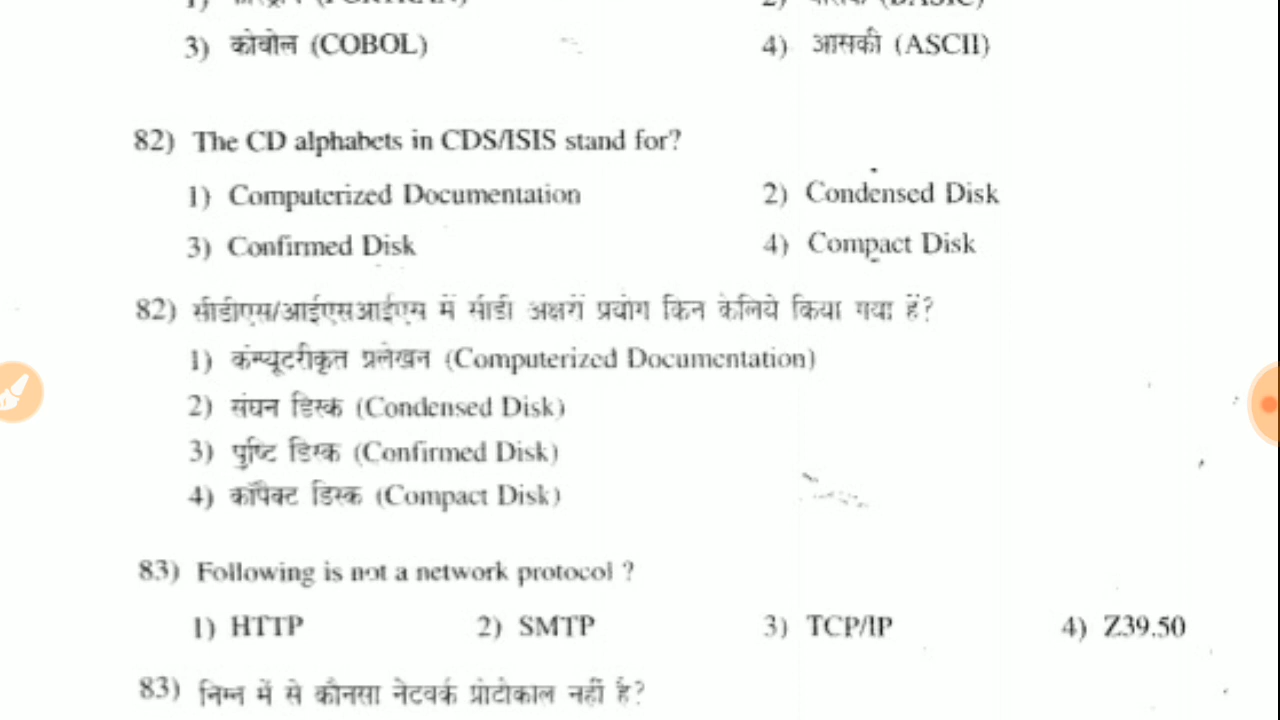 3) कोबोल (COBOL) 4) आसकी (ASCII)
82) The CD alphabets in CDS/ISIS stand for?
1) Computerized Documentation 2) Condensed Disk
3) Confirmed Disk 4) Compact Disk
82) सीडीएस/आईएसआईएस में सीडी अक्षरों प्रयोग किन केलिये किया गया हैं?
1) कंम्प्यूटरीकृत प्रलेखन (Computerized Documentation)
2) संघन डिस्क (Condensed Disk)
3) पुष्टि डिस्क (Confirmed Disk)
4) कॉपैक्ट डिस्क (Compact Disk)
83) Following is not a network protocol ?
1) HTTP 2) SMTP 3) TCP/IP 4) Z39.50
83) निम्न में से कौनसा नेटवर्क प्रोटोकाल नहीं है?